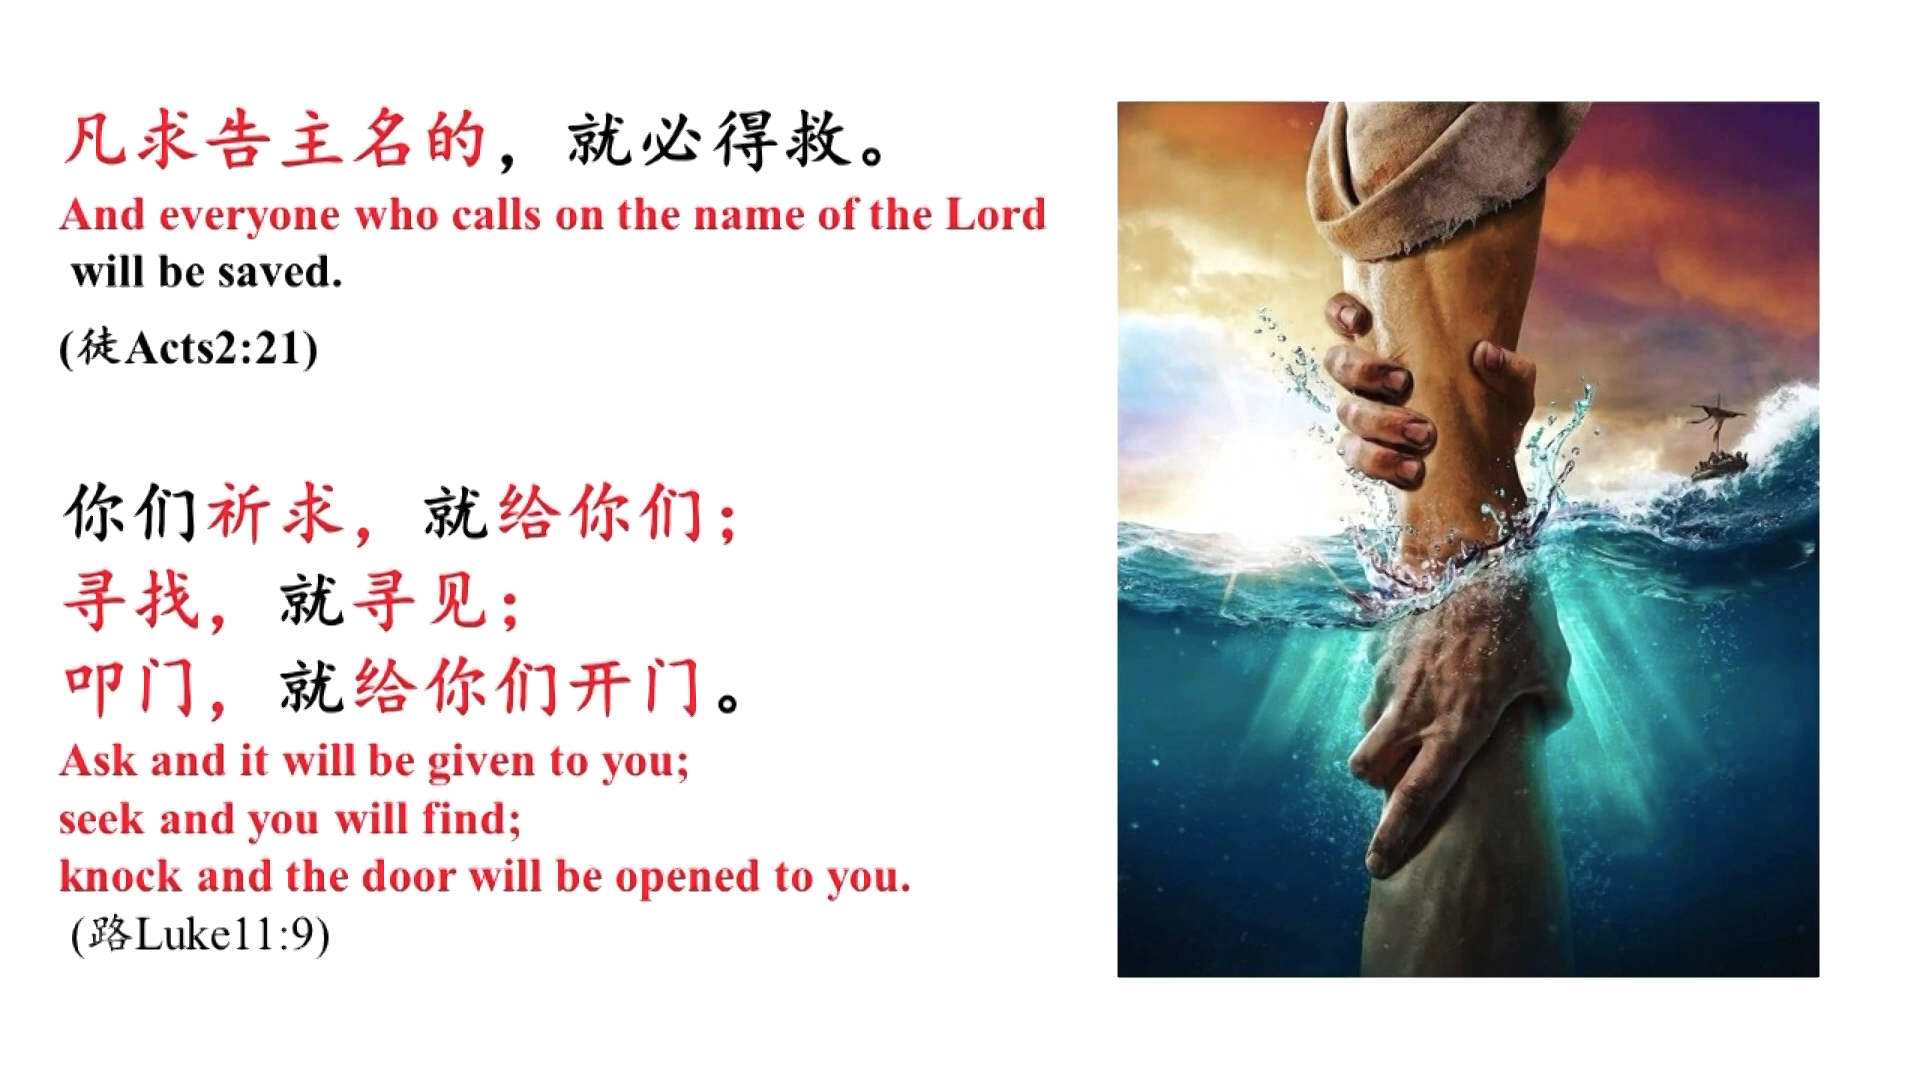 凡求告主名的，就必得救。
And everyone who calls on the name of the Lord
will be saved.
(徒Acts2:21)
你们祈求，就给你们；
寻找，就寻见；
叩门，就给你们开门。
Ask and it will be given to you;
seek and you will find;
knock and the door will be opened to you.
(路Luke11:9)